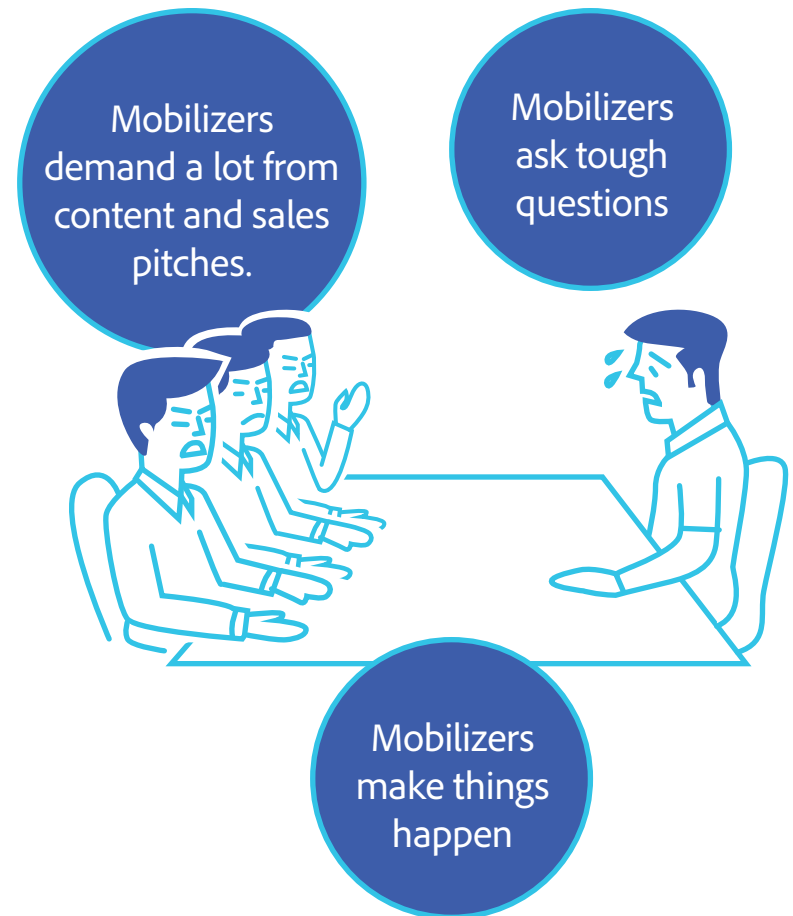 Mobilizers
demand a lot from
content and sales
pitches.
Mobilizers
ask tough
questions
Mobilizers
make things
happen